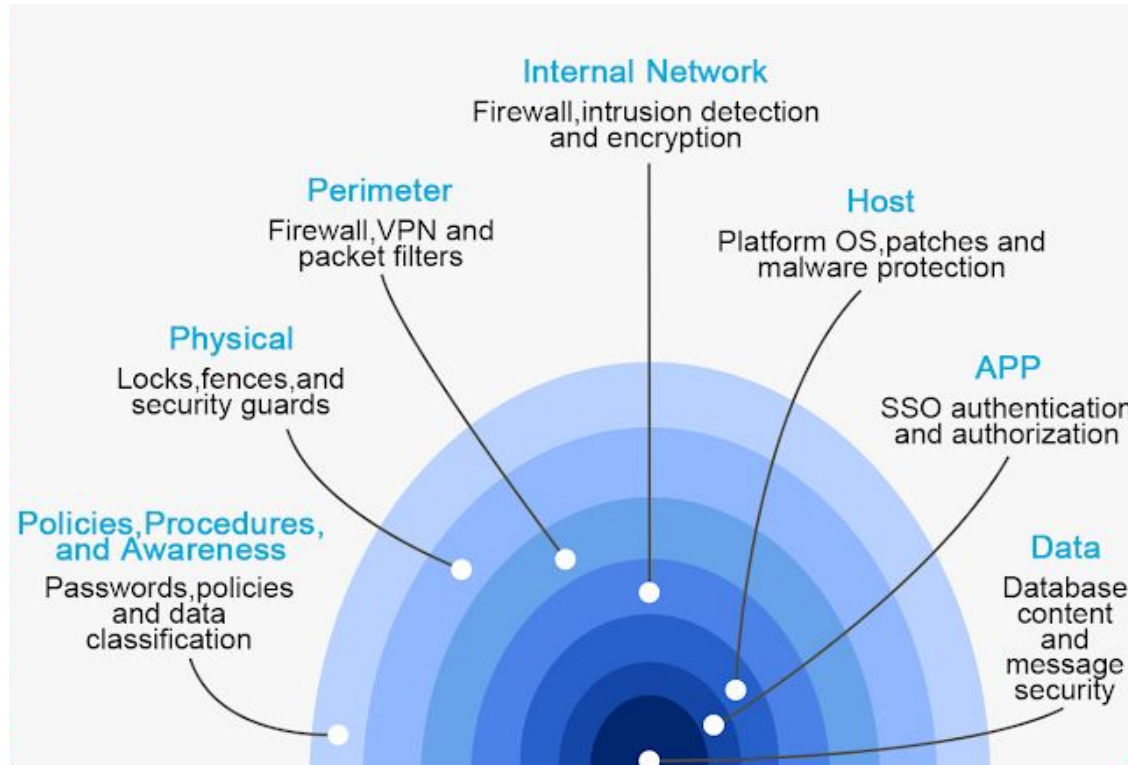 Internal Network
Firewall,intrusion detection
and encryption
Perimeter
Firewall,VPN and
packet filters
Host
Platform OS,patches and
malware protection
Physical
Locks,fences,and
security guards
APP
SSO authentication
and authorization
Policies,Procedures,
and Awareness
Passwords,policies
and data
classification
Data
Database
content
and
message
security